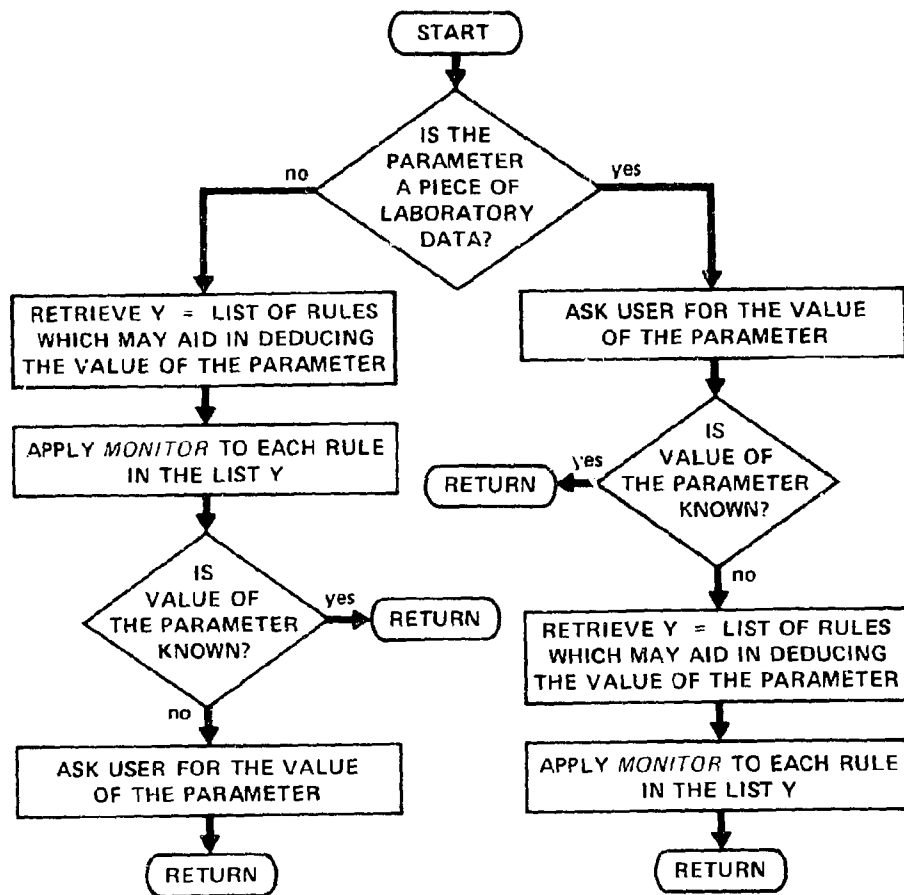 START
IS THE
PARAMETER
A PIECE OF
LABORATORY
DATA?
no
yes
RETRIEVE Y = LIST OF RULES
WHICH MAY AID IN DEDUCING
THE VALUE OF THE PARAMETER
APPLY MONITOR TO EACH RULE
IN THE LIST Y
IS
VALUE OF
THE PARAMETER
KNOWN?
yes
RETURN
no
ASK USER FOR THE VALUE
OF THE PARAMETER
RETURN
ASK USER FOR THE VALUE
OF THE PARAMETER
IS
VALUE OF
THE PARAMETER
KNOWN?
yes
RETURN
no
RETRIEVE Y = LIST OF RULES
WHICH MAY AID IN DEDUCING
THE VALUE OF THE PARAMETER
APPLY MONITOR TO EACH RULE
IN THE LIST Y
RETURN